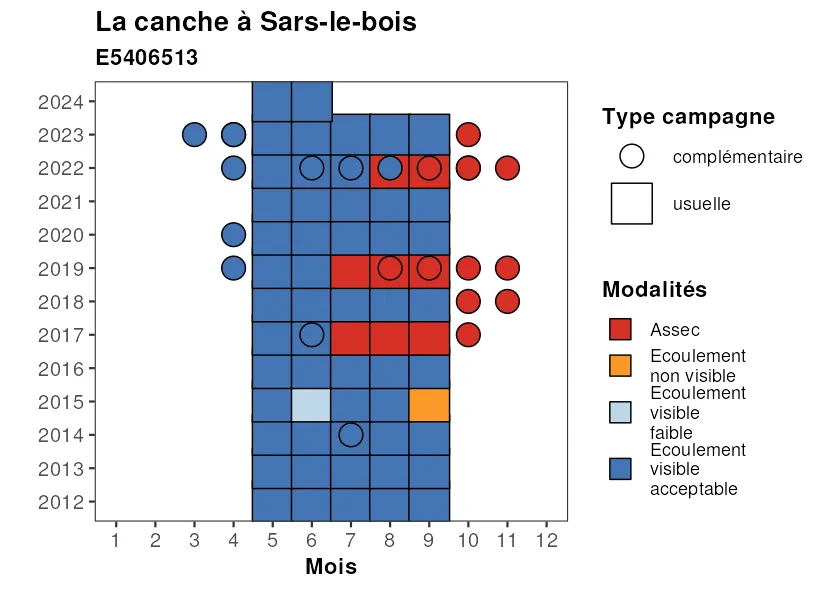 La canche à Sars-le-bois
E5406513
2024
2023
2022
2021
2020
2019
2018
2017
2016
2015
2014
2013
2012
1 2 3 4 5 6 7 8 9 10 11 12
Mois
Type campagne
complémentaire
usuelle
Modalités
Assec
Ecoulement
non visible
Ecoulement
visible
faible
Ecoulement
visible
acceptable